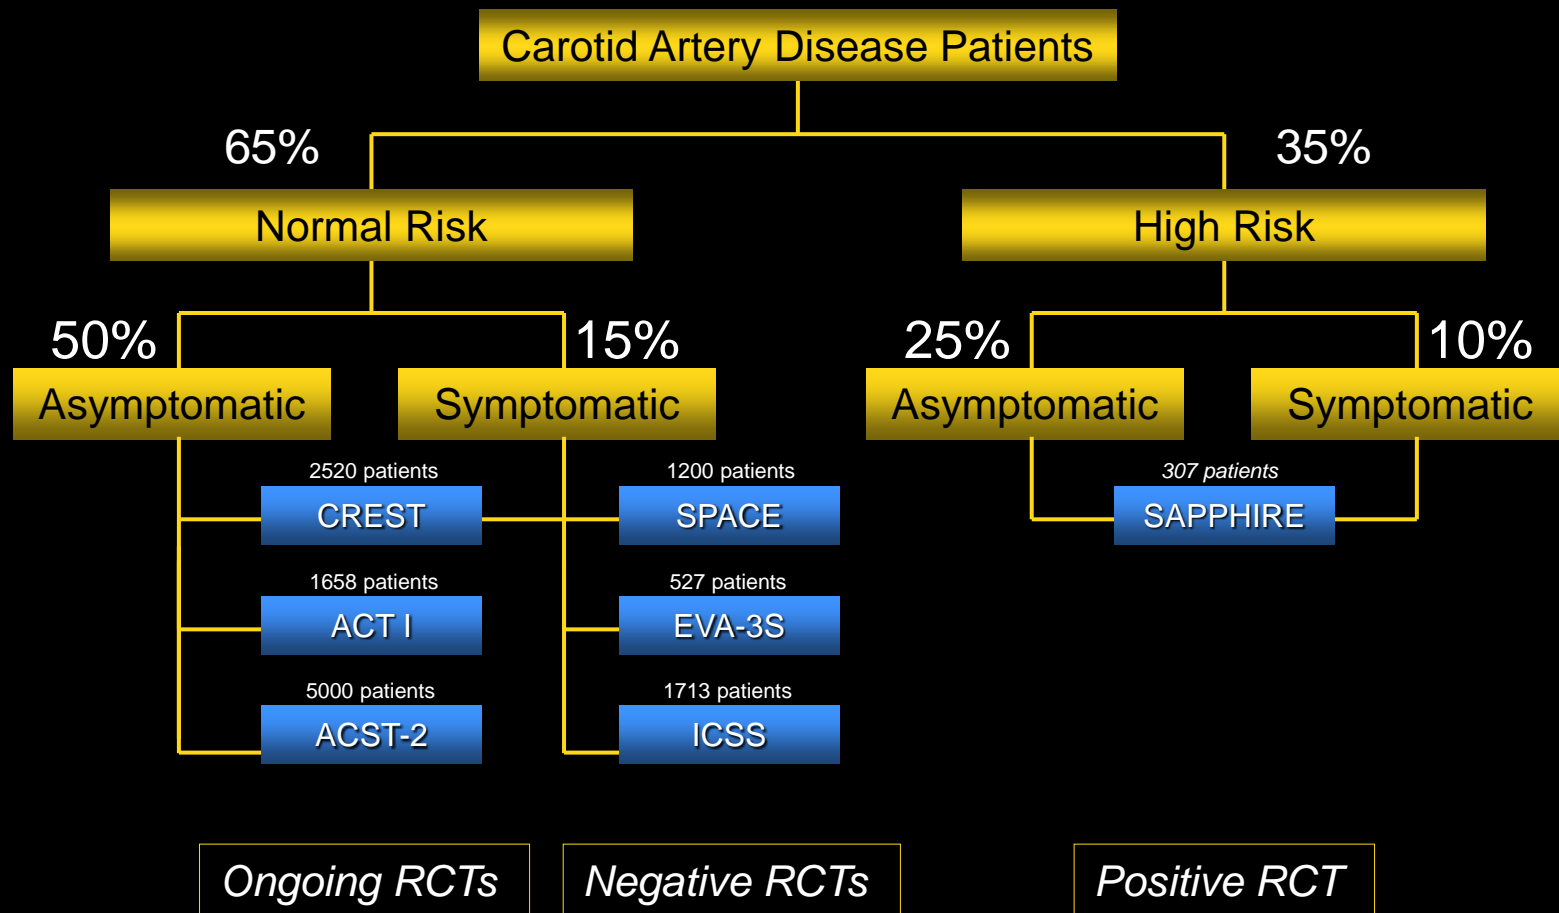 Carotid Artery Disease Patients
65%
35%
Normal Risk
High Risk
50%
15%
25%
10%
Asymptomatic
Symptomatic
Asymptomatic
Symptomatic
2520 patients
1200 patients
307 patients
CREST
SPACE
SAPPHIRE
1658 patients
527 patients
ACT I
EVA-3S
5000 patients
1713 patients
ACST-2
ICSS
Ongoing RCTs
Negative RCTs
Positive RCT